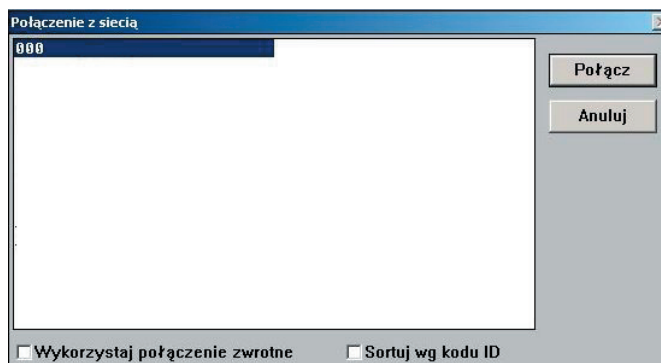 Połączenie z siecią
000
Połącz
Anuluj
Wykorzystaj połączenie zwrotne
Sortuj wg kodu ID